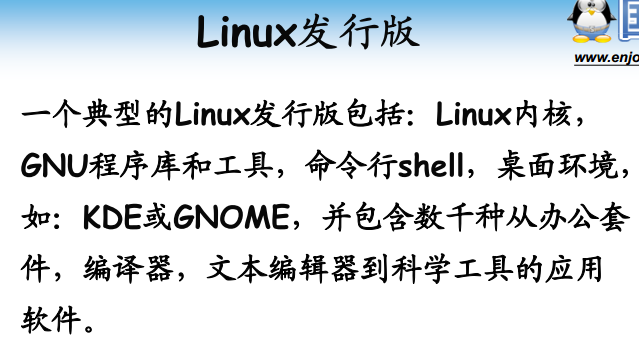 Linux发行版
www.enjo
一个典型的Linux发行版包括：Linux内核，
GNU程序库和工具，命令行shell，桌面环境，
如：KDE或GNOME，并包含数千种从办公套
件，编译器，文本编辑器到科学工具的应用
软件。